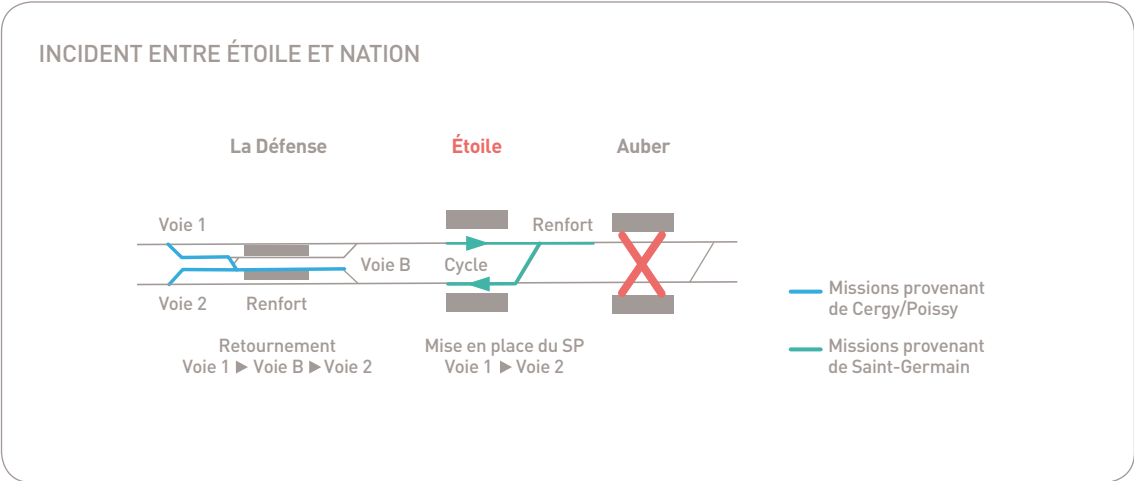 INCIDENT ENTRE ÉTOILE ET NATION
La Défense
Étoile
Auber
Voie 1
Renfort
Voie B
Cycle
Voie 2
Renfort
Missions provenant
de Cergy/Poissy
Retournement
Voie 1 ▶ Voie B ▶ Voie 2
Mise en place du SP
Voie 1 ▶ Voie 2
Missions provenant
de Saint-Germain